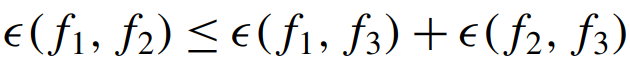 ϵ(f₁, f₂) ≤ ϵ(f₁, f₃) + ϵ(f₂, f₃)